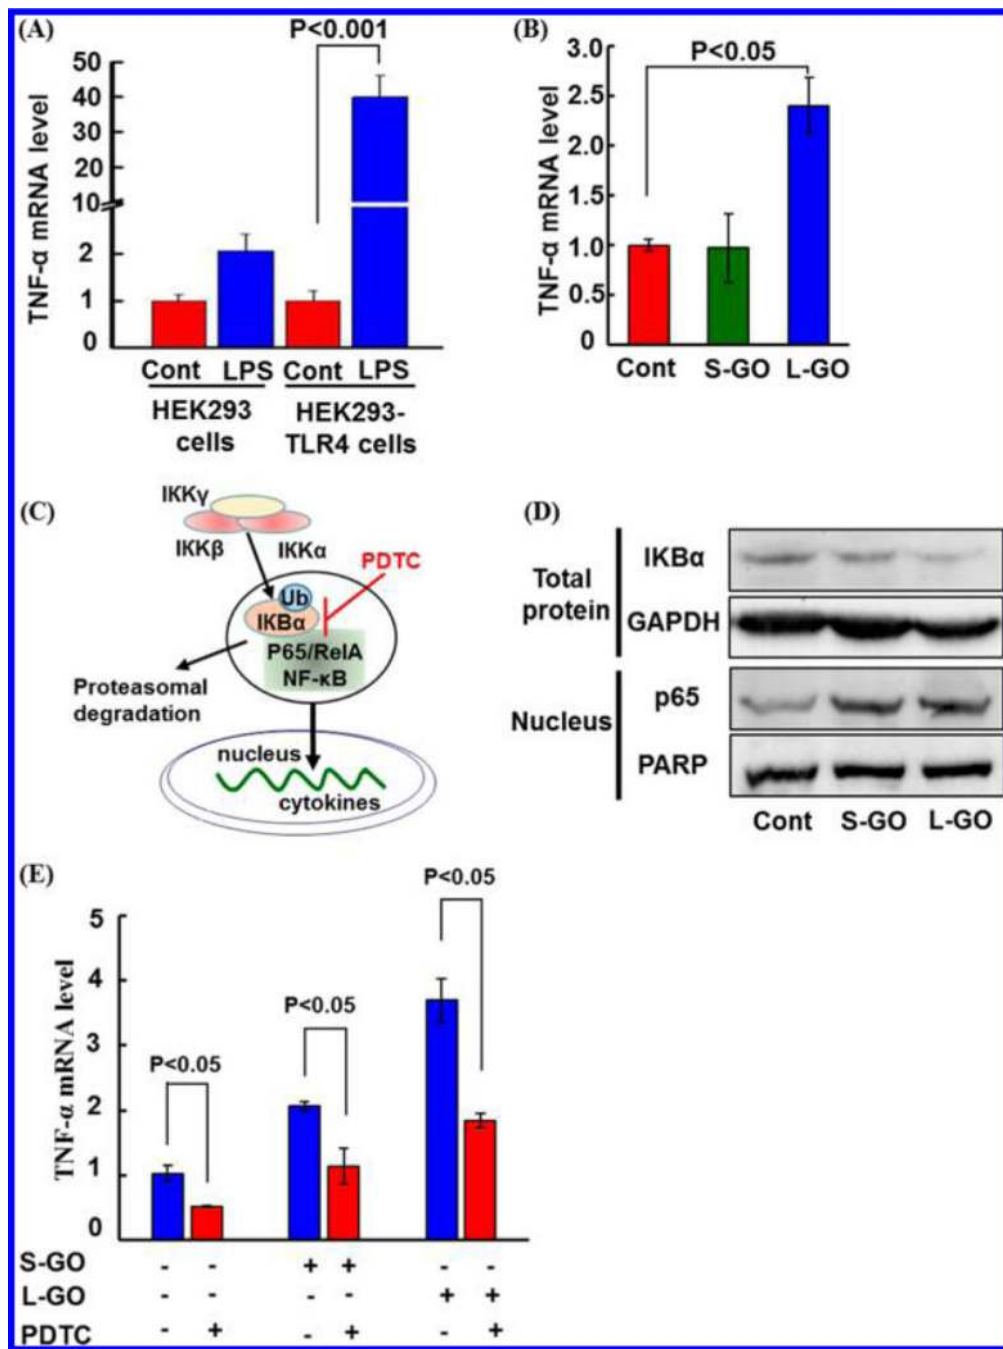 (A)
P<0.001
TNF-α mRNA level
50
40
30
20
10
2
1
0
Cont LPS Cont LPS
HEK293 cells
HEK293-TLR4 cells
(B)
P<0.05
TNF-α mRNA level
3.0
2.5
2.0
1.5
1.0
0.5
0
Cont S-GO L-GO
(C)
IKKγ
IKKβ
IKKα
PDTC
Ub
IKBα
P65/RelA
NF-κB
Proteasomal
degradation
nucleus
cytokines
(D)
Total
protein
IKBα
GAPDH
Nucleus
p65
PARP
Cont S-GO L-GO
(E)
P<0.05
P<0.05
P<0.05
TNF-α mRNA level
5
4
3
2
1
0
S-GO - - + + - -
L-GO - - - - + +
PDTC - + - + - +